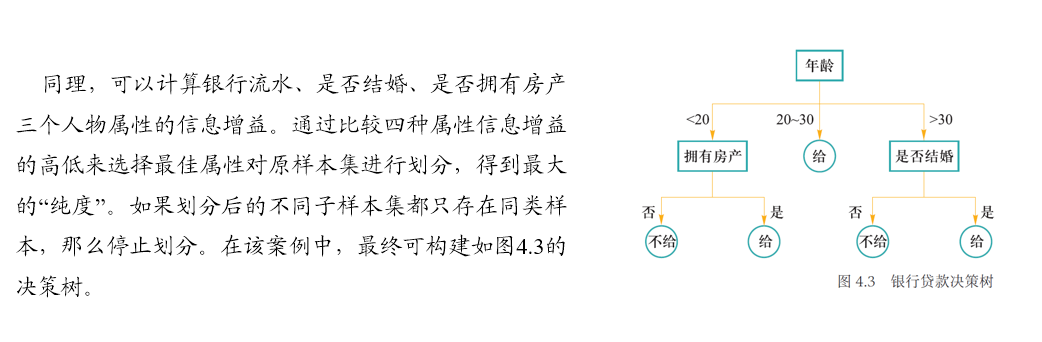 同理，可以计算银行流水、是否结婚、是否拥有房产
三个人物属性的信息增益。通过比较四种属性信息增益
的高低来选择最佳属性对原样本集进行划分，得到最大
的“纯度”。如果划分后的不同子样本集都只存在同类样
本，那么停止划分。在该案例中，最终可构建如图4.3的
决策树。
年龄
<20 20~30 >30
拥有房产 给 是否结婚
否 是 否 是
不给 给 不给 给
图 4.3 银行贷款决策树